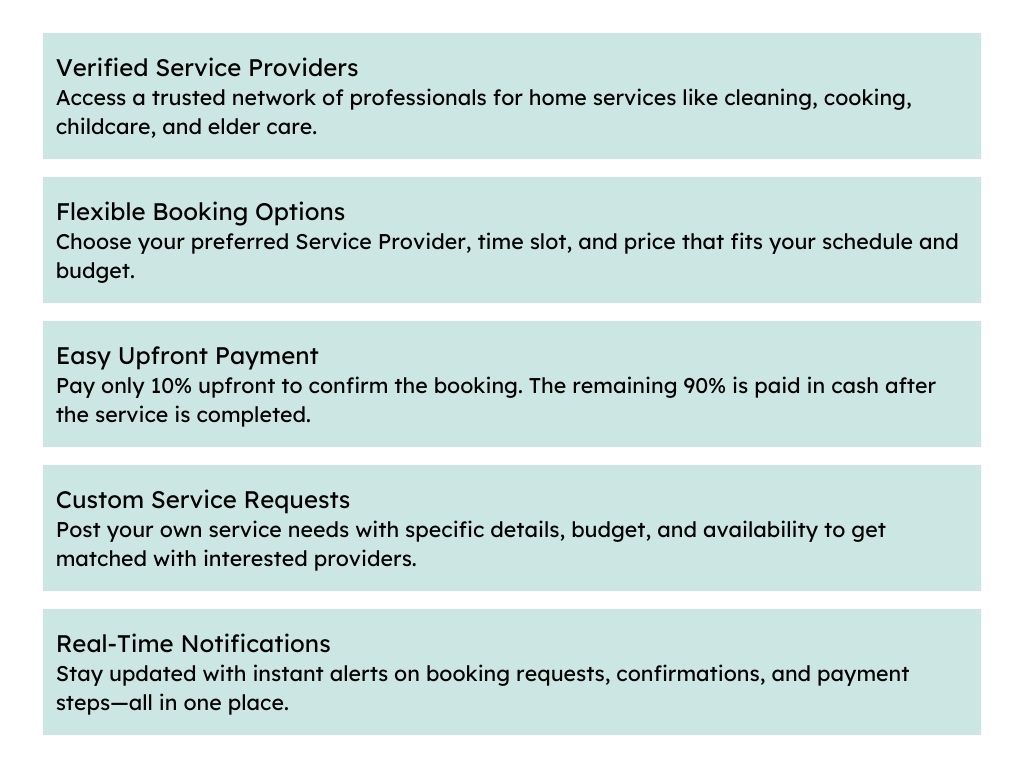 Verified Service Providers
Access a trusted network of professionals for home services like cleaning, cooking,
childcare, and elder care.
Flexible Booking Options
Choose your preferred Service Provider, time slot, and price that fits your schedule and
budget.
Easy Upfront Payment
Pay only 10% upfront to confirm the booking. The remaining 90% is paid in cash after
the service is completed.
Custom Service Requests
Post your own service needs with specific details, budget, and availability to get
matched with interested providers.
Real-Time Notifications
Stay updated with instant alerts on booking requests, confirmations, and payment
steps—all in one place.